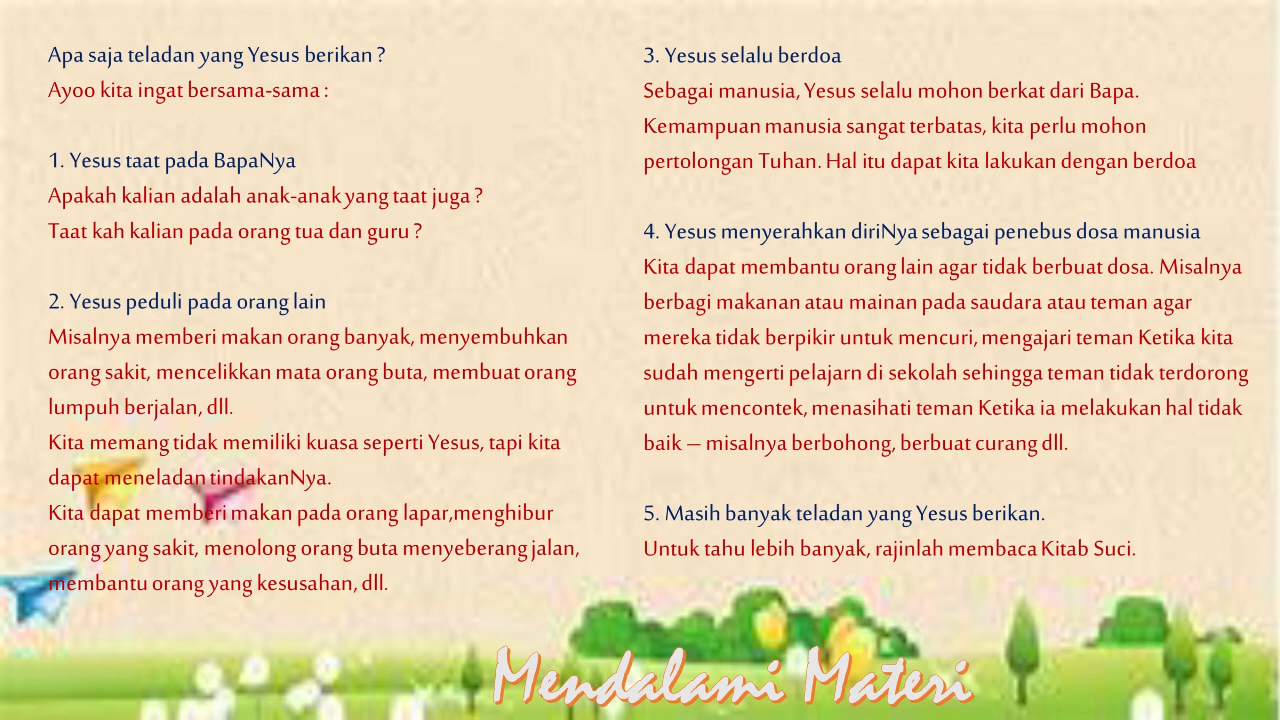 Apa saja teladan yang Yesus berikan ?
Ayoo kita ingat bersama-sama :
1. Yesus taat pada BapaNya
Apakah kalian adalah anak-anak yang taat juga ?
Taat kah kalian pada orang tua dan guru ?
2. Yesus peduli pada orang lain
Misalnya memberi makan orang banyak, menyembuhkan
orang sakit, mencelikkan mata orang buta, membuat orang
lumpuh berjalan, dll.
Kita memang tidak memiliki kuasa seperti Yesus, tapi kita
dapat meneladan tindakanNya.
Kita dapat memberi makan pada orang lapar,menghibur
orang yang sakit, menolong orang buta menyeberang jalan,
membantu orang yang kesusahan, dll.
3. Yesus selalu berdoa
Sebagai manusia, Yesus selalu mohon berkat dari Bapa.
Kemampuan manusia sangat terbatas, kita perlu mohon
pertolongan Tuhan. Hal itu dapat kita lakukan dengan berdoa
4. Yesus menyerahkan diriNya sebagai penebus dosa manusia
Kita dapat membantu orang lain agar tidak berbuat dosa. Misalnya
berbagi makanan atau mainan pada saudara atau teman agar
mereka tidak berpikir untuk mencuri, mengajari teman Ketika kita
sudah mengerti pelajarn di sekolah sehingga teman tidak terdorong
untuk mencontek, menasihati teman Ketika ia melakukan hal tidak
baik – misalnya berbohong, berbuat curang dll.
5. Masih banyak teladan yang Yesus berikan.
Untuk tahu lebih banyak, rajinlah membaca Kitab Suci.
Mendalami Materi